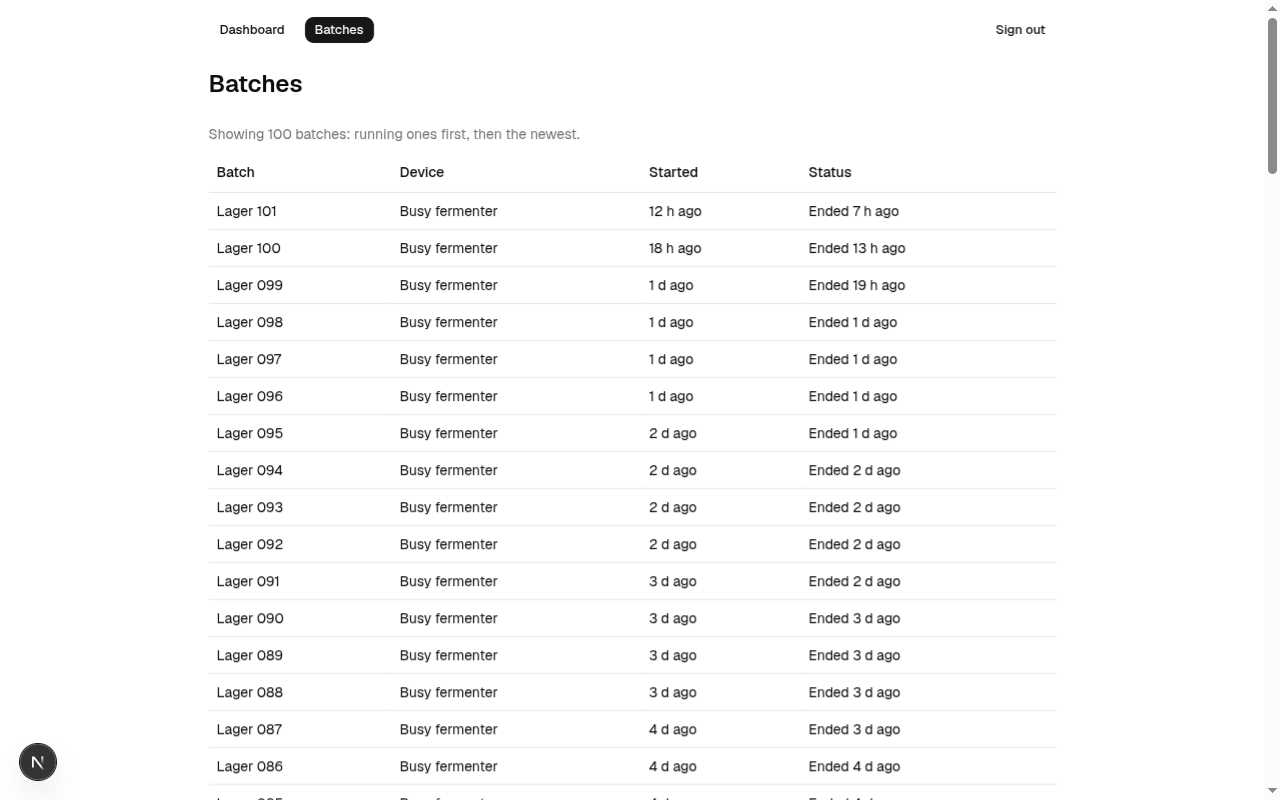 Dashboard Batches Sign out
Batches
Showing 100 batches: running ones first, then the newest.
Batch Device Started Status
Lager 101 Busy fermenter 12 h ago Ended 7 h ago
Lager 100 Busy fermenter 18 h ago Ended 13 h ago
Lager 099 Busy fermenter 1 d ago Ended 19 h ago
Lager 098 Busy fermenter 1 d ago Ended 1 d ago
Lager 097 Busy fermenter 1 d ago Ended 1 d ago
Lager 096 Busy fermenter 1 d ago Ended 1 d ago
Lager 095 Busy fermenter 2 d ago Ended 1 d ago
Lager 094 Busy fermenter 2 d ago Ended 2 d ago
Lager 093 Busy fermenter 2 d ago Ended 2 d ago
Lager 092 Busy fermenter 2 d ago Ended 2 d ago
Lager 091 Busy fermenter 3 d ago Ended 2 d ago
Lager 090 Busy fermenter 3 d ago Ended 3 d ago
Lager 089 Busy fermenter 3 d ago Ended 3 d ago
Lager 088 Busy fermenter 3 d ago Ended 3 d ago
Lager 087 Busy fermenter 4 d ago Ended 3 d ago
Lager 086 Busy fermenter 4 d ago Ended 4 d ago
N